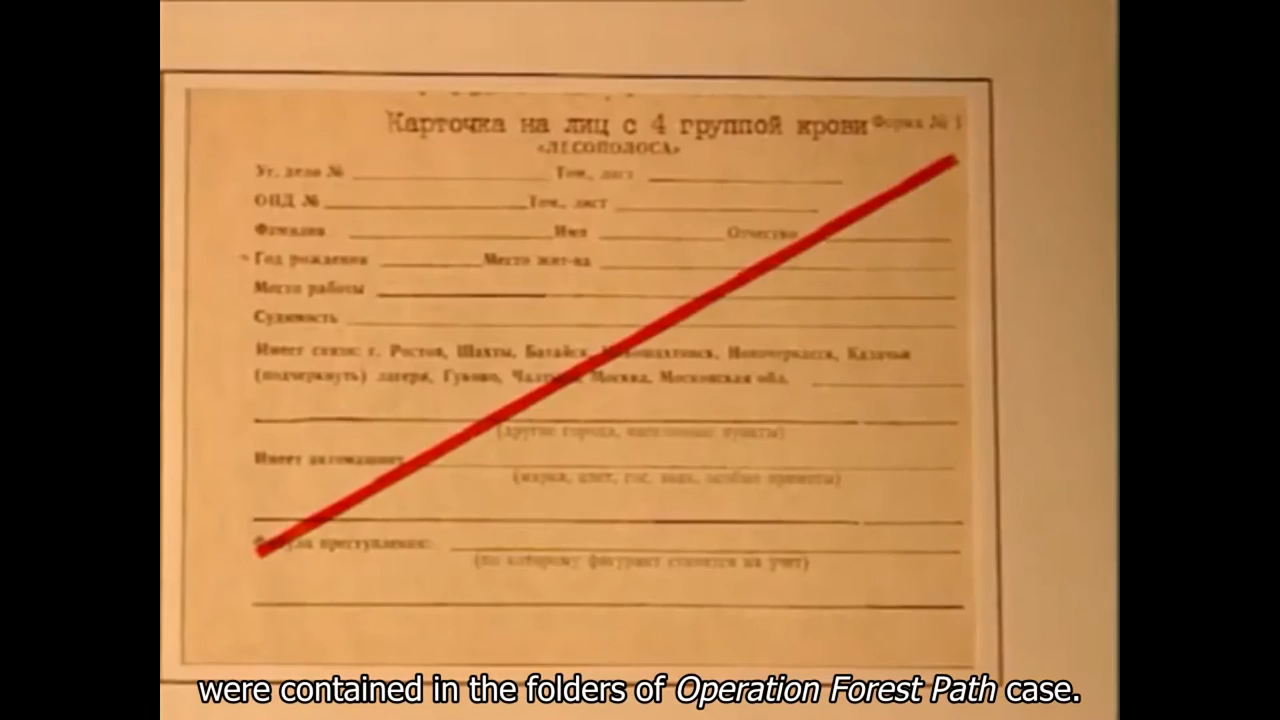 Карточка на лиц с 4 группой крови Форма № 1
«ЛЕСОПОЛОСА»
Уг. дело № Том, лист
ОПД № Том, лист
Фамилия Имя Отчество
Год рождения Место жит-ва
Место работы
Судимость
Имеет связи: г. Ростов, Шахты, Батайск, Новошахтинск, Новочеркасск, Казачьи
(подчеркнуть) лагеря, Гуково, Чалтырь, Москва, Московская обл.
(другие города, населенные пункты)
Имеет автомашину
(марка, цвет, гос. знак, особые приметы)
Фабула преступления:
(по которому фигурант ставится на учет)
were contained in the folders of Operation Forest Path case.